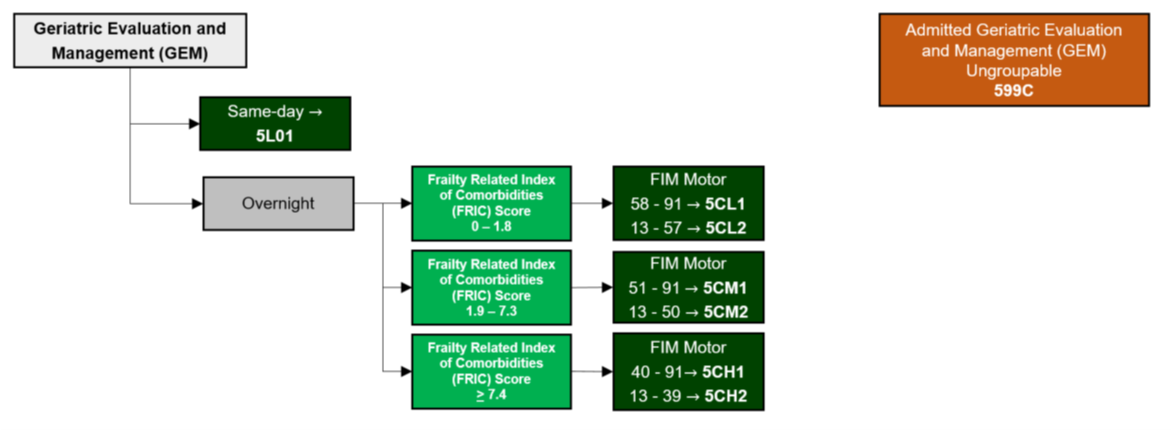 Geriatric Evaluation and
Management (GEM)
Admitted Geriatric Evaluation
and Management (GEM)
Ungroupable
599C
Same-day →
5L01
Overnight
Frailty Related Index
of Comorbidities
(FRIC) Score
0 – 1.8
FIM Motor
58 - 91 → 5CL1
13 - 57 → 5CL2
Frailty Related Index
of Comorbidities
(FRIC) Score
1.9 – 7.3
FIM Motor
51 - 91 → 5CM1
13 - 50 → 5CM2
Frailty Related Index
of Comorbidities
(FRIC) Score
≥ 7.4
FIM Motor
40 - 91→ 5CH1
13 - 39 → 5CH2